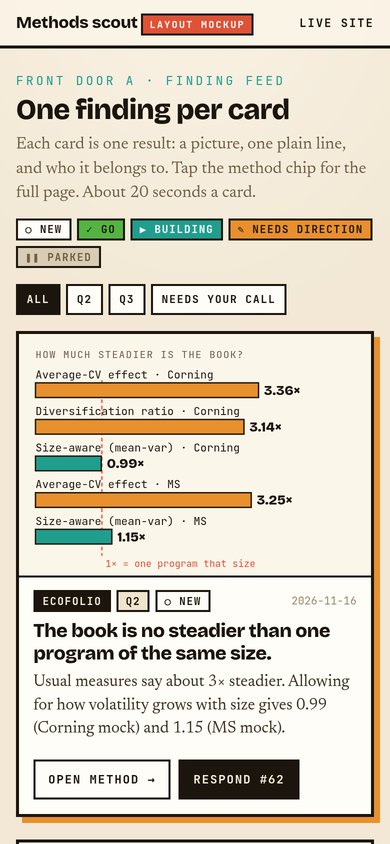 Methods scout LAYOUT MOCKUP LIVE SITE
FRONT DOOR A · FINDING FEED
One finding per card
Each card is one result: a picture, one plain line,
and who it belongs to. Tap the method chip for the
full page. About 20 seconds a card.
○ NEW ✓ GO ▶ BUILDING ✎ NEEDS DIRECTION
❚❚ PARKED
ALL Q2 Q3 NEEDS YOUR CALL
HOW MUCH STEADIER IS THE BOOK?
Average-CV effect · Corning
3.36×
Diversification ratio · Corning
3.14×
Size-aware (mean-var) · Corning
0.99×
Average-CV effect · MS
3.25×
Size-aware (mean-var) · MS
1.15×
1× = one program that size
ECOFOLIO Q2 ○ NEW 2026-11-16
The book is no steadier than one
program of the same size.
Usual measures say about 3× steadier. Allowing
for how volatility grows with size gives 0.99
(Corning mock) and 1.15 (MS mock).
OPEN METHOD → RESPOND #62